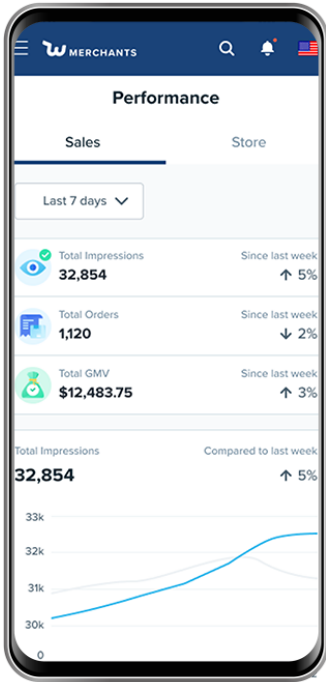 w MERCHANTS
Performance
Sales Store
Last 7 days
Total Impressions Since last week
32,854 ↑ 5%
Total Orders Since last week
1,120 ↓ 2%
Total GMV Since last week
$12,483.75 ↑ 3%
Total Impressions Compared to last week
32,854 ↑ 5%
33k
32k
31k
30k
0